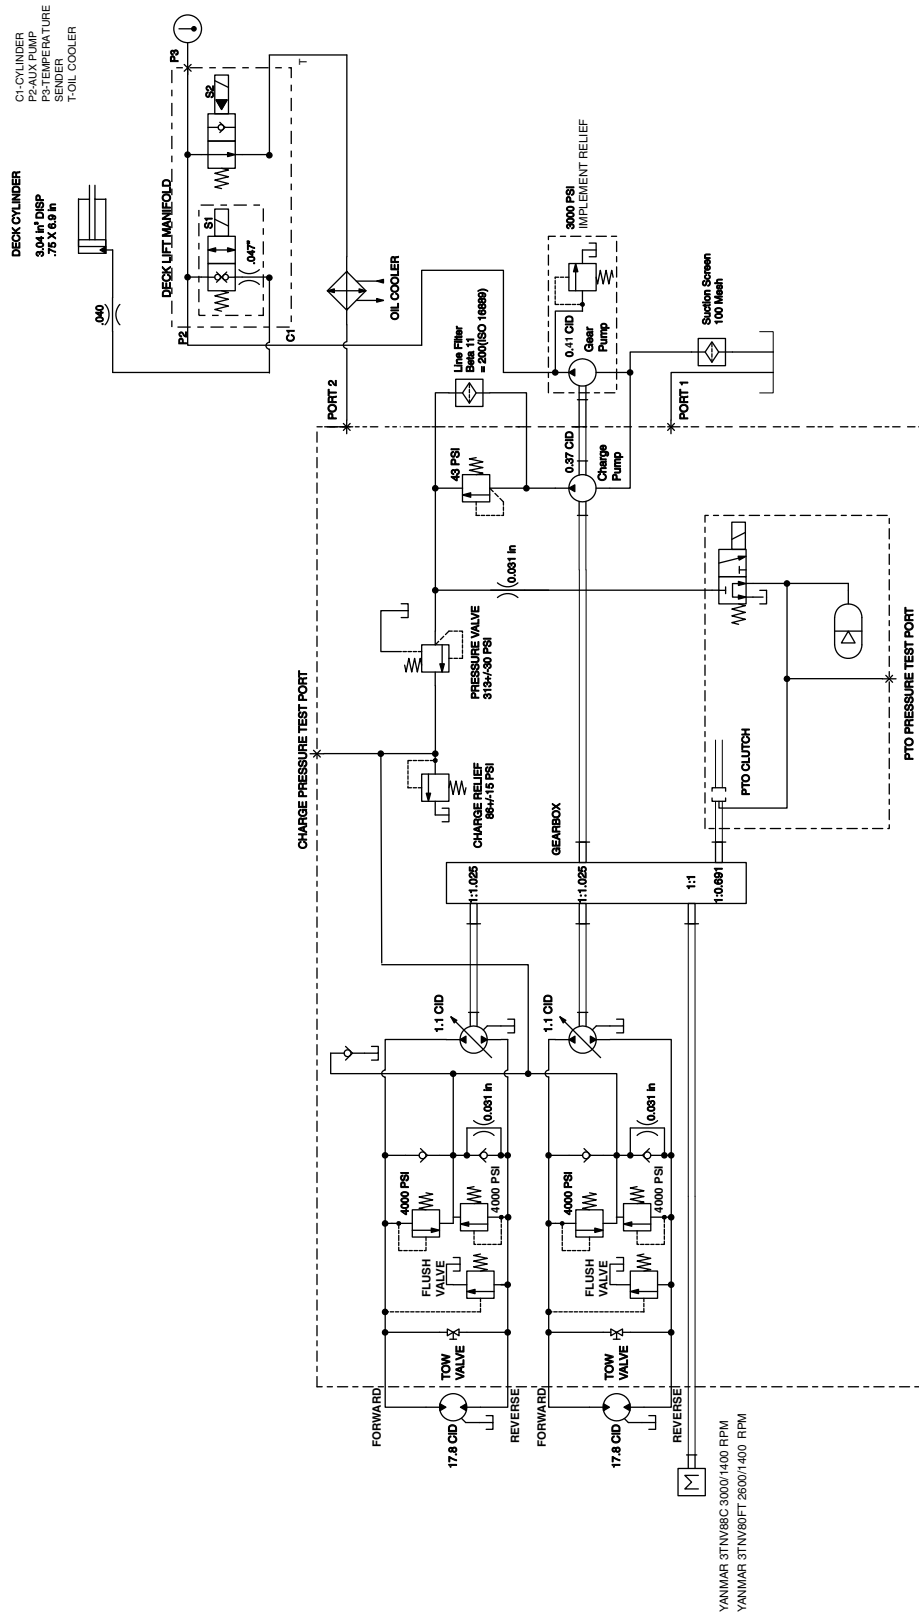 C1-CYLINDER
P2-AUX PUMP
P3-TEMPERATURE
SENDER
T-OIL COOLER
DECK CYLINDER
3.04 in³ DISP
.75 X 6.9 in
.040
DECK LIFT MANIFOLD
P3
S2
T
S1
.047"
P2
C1
OIL COOLER
PORT 2
Line Filter
Beta 11
= 200(ISO 16889)
3000 PSI
IMPLEMENT RELIEF
0.41 CID
Gear
Pump
Suction Screen
100 Mesh
PORT 1
43 PSI
0.37 CID
Charge
Pump
0.031 in
PRESSURE VALVE
313+/-30 PSI
CHARGE PRESSURE TEST PORT
CHARGE RELIEF
86+/-15 PSI
PTO CLUTCH
PTO PRESSURE TEST PORT
GEARBOX
1:1.025
1:1.025
1:1
1:0.691
1.1 CID
1.1 CID
0.031 in
0.031 in
4000 PSI
4000 PSI
4000 PSI
4000 PSI
FLUSH
VALVE
FLUSH
VALVE
TOW
VALVE
TOW
VALVE
FORWARD
REVERSE
FORWARD
REVERSE
17.8 CID
17.8 CID
M
YANMAR 3TNV88C 3000/1400 RPM
YANMAR 3TNV80FT 2600/1400 RPM